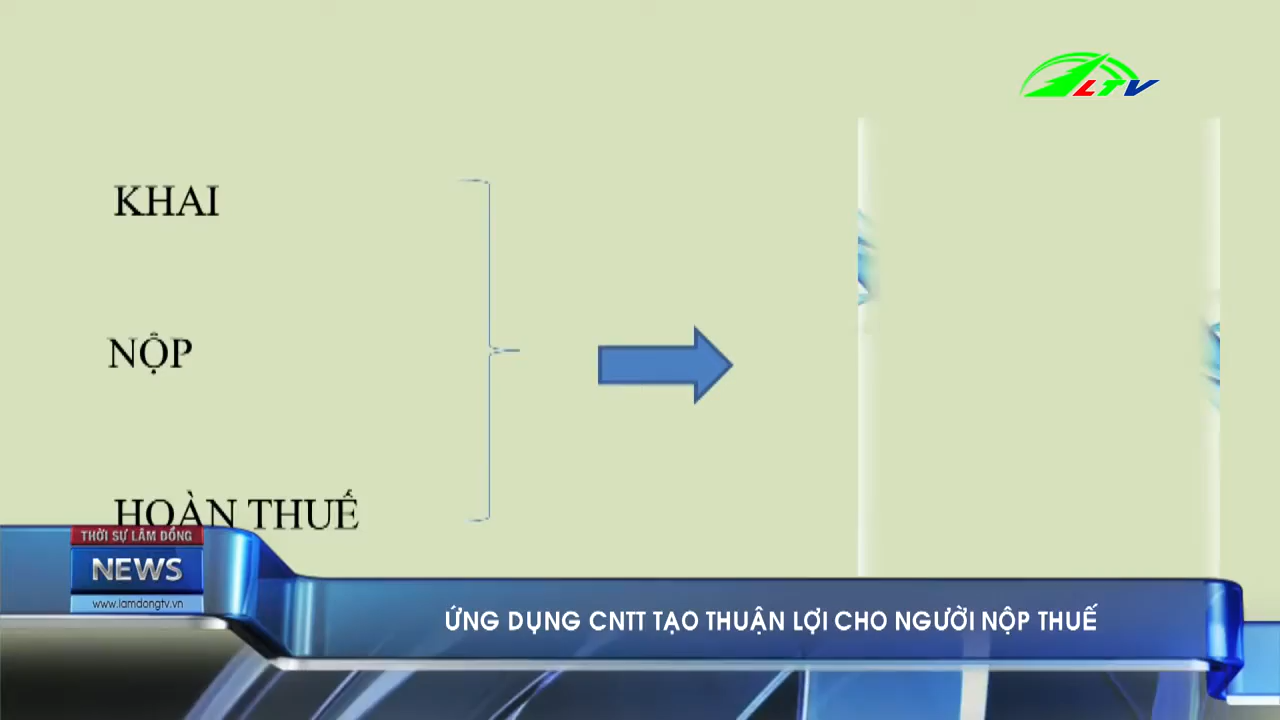 LTV
KHAI
NỘP
HOÀN THUẾ
THỜI SỰ LÂM ĐỒNG
NEWS
www.lamdongtv.vn
ỨNG DỤNG CNTT TẠO THUẬN LỢI CHO NGƯỜI NỘP THUẾ